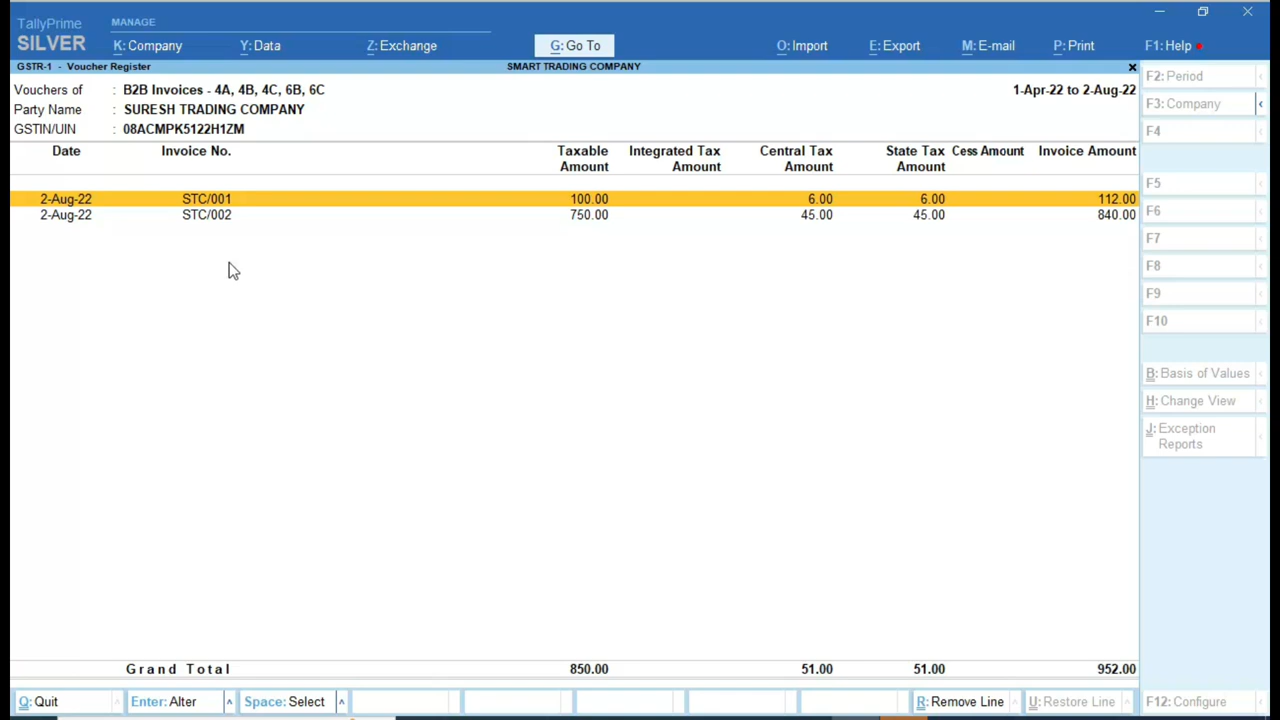 TallyPrime MANAGE
SILVER K: Company Y: Data Z: Exchange G: Go To O: Import E: Export M: E-mail P: Print F1: Help
GSTR-1 - Voucher Register SMART TRADING COMPANY ×
Vouchers of : B2B Invoices - 4A, 4B, 4C, 6B, 6C 1-Apr-22 to 2-Aug-22
Party Name : SURESH TRADING COMPANY
GSTIN/UIN : 08ACMPK5122H1ZM
Date Invoice No. Taxable Integrated Tax Central Tax State Tax Cess Amount Invoice Amount
Amount Amount Amount Amount
2-Aug-22 STC/001 100.00 6.00 6.00 112.00
2-Aug-22 STC/002 750.00 45.00 45.00 840.00
Grand Total 850.00 51.00 51.00 952.00
F2: Period
F3: Company
F4
F5
F6
F7
F8
F9
F10
B: Basis of Values
H: Change View
J: Exception
Reports
Q: Quit Enter: Alter Space: Select R: Remove Line U: Restore Line F12: Configure